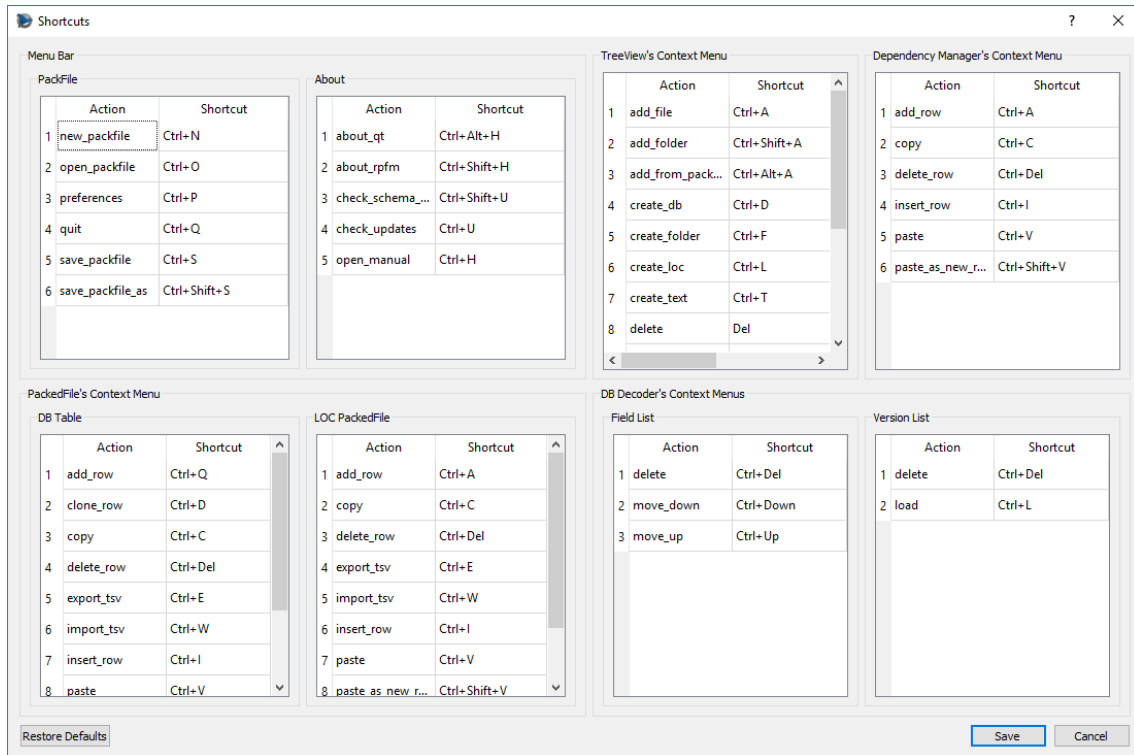 Shortcuts
Menu Bar
PackFile
Action Shortcut
1 new_packfile Ctrl+N
2 open_packfile Ctrl+O
3 preferences Ctrl+P
4 quit Ctrl+Q
5 save_packfile Ctrl+S
6 save_packfile_as Ctrl+Shift+S
About
Action Shortcut
1 about_qt Ctrl+Alt+H
2 about_rpfm Ctrl+Shift+H
3 check_schema_... Ctrl+Shift+U
4 check_updates Ctrl+U
5 open_manual Ctrl+H
TreeView's Context Menu
Action Shortcut
1 add_file Ctrl+A
2 add_folder Ctrl+Shift+A
3 add_from_pack... Ctrl+Alt+A
4 create_db Ctrl+D
5 create_folder Ctrl+F
6 create_loc Ctrl+L
7 create_text Ctrl+T
8 delete Del
Dependency Manager's Context Menu
Action Shortcut
1 add_row Ctrl+A
2 copy Ctrl+C
3 delete_row Ctrl+Del
4 insert_row Ctrl+I
5 paste Ctrl+V
6 paste_as_new_r... Ctrl+Shift+V
PackedFile's Context Menu
DB Table
Action Shortcut
1 add_row Ctrl+Q
2 clone_row Ctrl+D
3 copy Ctrl+C
4 delete_row Ctrl+Del
5 export_tsv Ctrl+E
6 import_tsv Ctrl+W
7 insert_row Ctrl+I
8 paste Ctrl+V
LOC PackedFile
Action Shortcut
1 add_row Ctrl+A
2 copy Ctrl+C
3 delete_row Ctrl+Del
4 export_tsv Ctrl+E
5 import_tsv Ctrl+W
6 insert_row Ctrl+I
7 paste Ctrl+V
8 paste_as_new_r... Ctrl+Shift+V
DB Decoder's Context Menus
Field List
Action Shortcut
1 delete Ctrl+Del
2 move_down Ctrl+Down
3 move_up Ctrl+Up
Version List
Action Shortcut
1 delete Ctrl+Del
2 load Ctrl+L
Restore Defaults
Save
Cancel